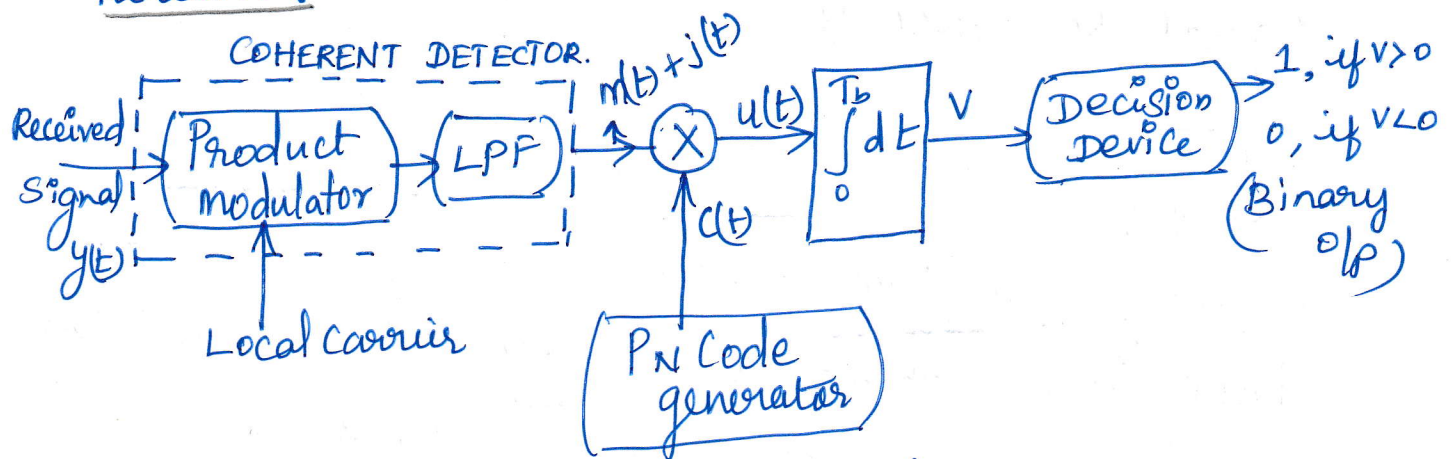 COHERENT DETECTOR.
Received
Signal
y(t)
Product
modulator
LPF
m(t)+j(t)
X
u(t)
Tb
∫dt
0
V
Decision
Device
1, if V>0
0, if V<0
(Binary
O/P)
C(t)
Local Carrier
PN Code
generator